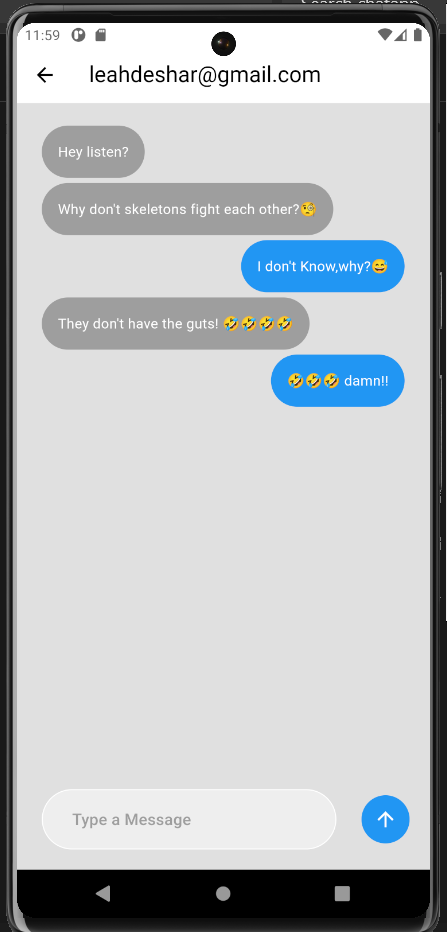 11:59
leahdeshar@gmail.com
Hey listen?
Why don't skeletons fight each other?🧐
I don't Know,why?😅
They don't have the guts! 🤣🤣🤣🤣
🤣🤣🤣 damn!!
Type a Message